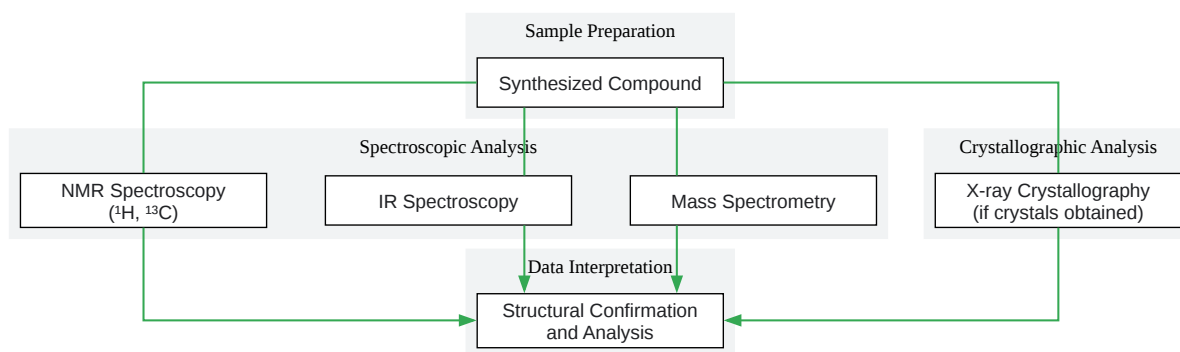 Sample Preparation
Synthesized Compound
Spectroscopic Analysis
Crystallographic Analysis
NMR Spectroscopy
(¹H, ¹³C)
IR Spectroscopy
Mass Spectrometry
X-ray Crystallography
(if crystals obtained)
Data Interpretation
Structural Confirmation
and Analysis